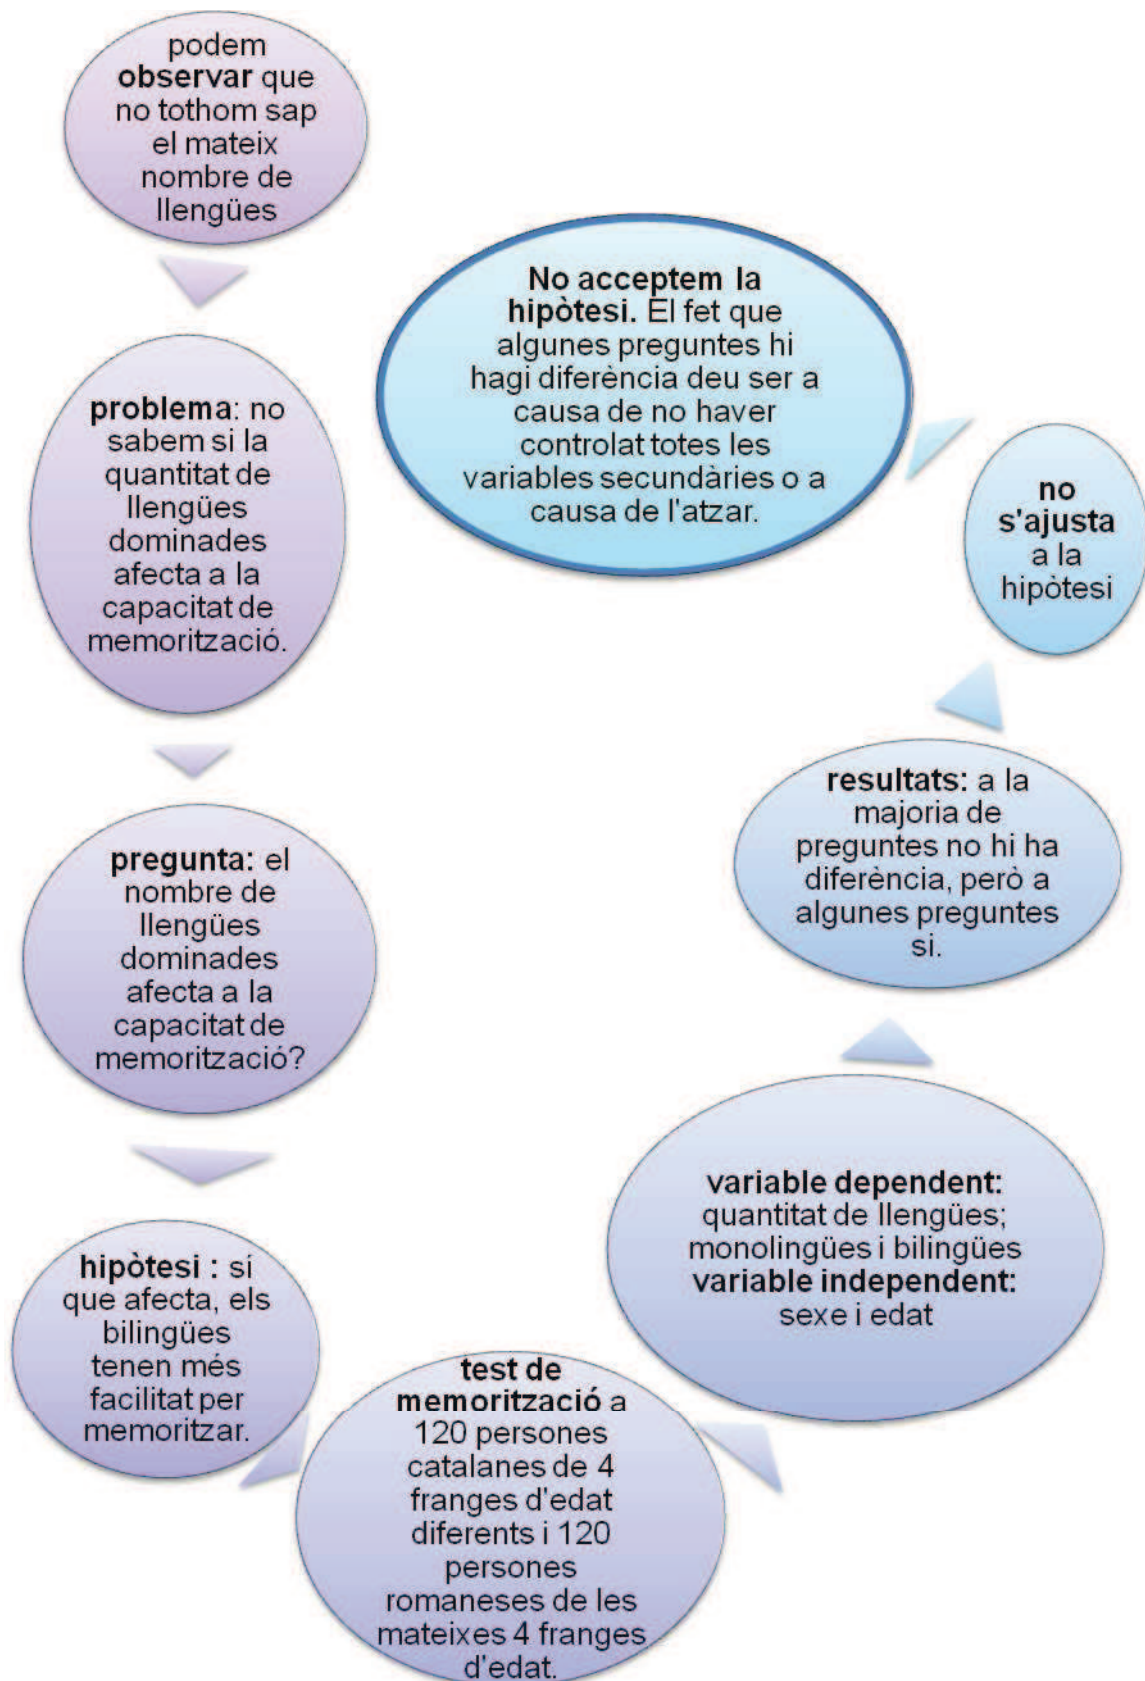 podem
observar que
no tothom sap
el mateix
nombre de
llengües
problema: no
sabem si la
quantitat de
llengües
dominades
afecta a la
capacitat de
memorització.
pregunta: el
nombre de
llengües
dominades
afecta a la
capacitat de
memorització?
hipòtesi : sí
que afecta, els
bilingües
tenen més
facilitat per
memoritzar.
test de
memorització a
120 persones
catalanes de 4
franges d'edat
diferents i 120
persones
romaneses de les
mateixes 4 franges
d'edat.
variable dependent:
quantitat de llengües;
monolingües i bilingües
variable independent:
sexe i edat
resultats: a la
majoria de
preguntes no hi ha
diferència, però a
algunes preguntes
si.
no
s'ajusta
a la
hipòtesi
No acceptem la
hipòtesi. El fet que
algunes preguntes hi
hagi diferència deu ser a
causa de no haver
controlat totes les
variables secundàries o a
causa de l'atzar.